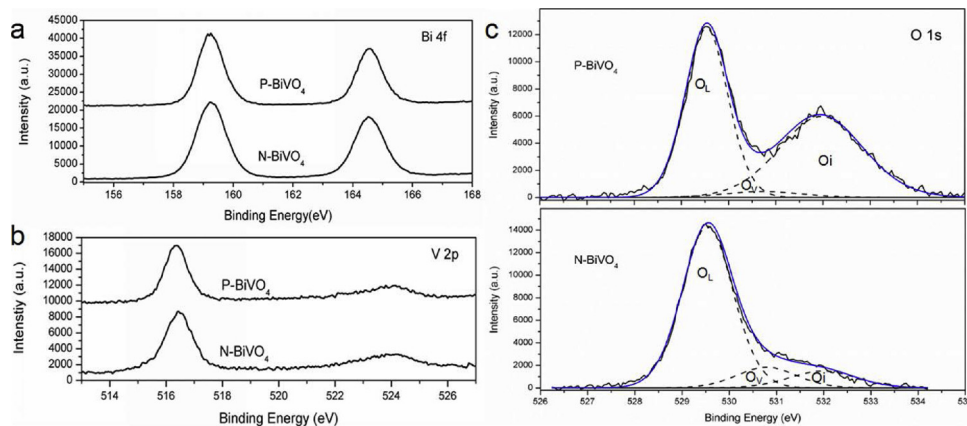 a
Bi 4f
45000
40000
35000
30000
25000
20000
15000
10000
5000
0
Intensity (a.u.)
P-BiVO4
N-BiVO4
156 158 160 162 164 166 168
Binding Energy(eV)
b
V 2p
18000
16000
14000
12000
10000
8000
6000
4000
2000
0
Intenstiy (a.u.)
P-BiVO4
N-BiVO4
514 516 518 520 522 524 526
Binding Energy (eV)
c
O 1s
12000
10000
8000
6000
4000
2000
0
Intensity (a.u.)
P-BiVO4
OL
Oi
14000
12000
10000
8000
6000
4000
2000
0
Intensity (a.u.)
N-BiVO4
OL
OV
Oi
526 527 528 529 530 531 532 533 534
Binding Energy (eV)